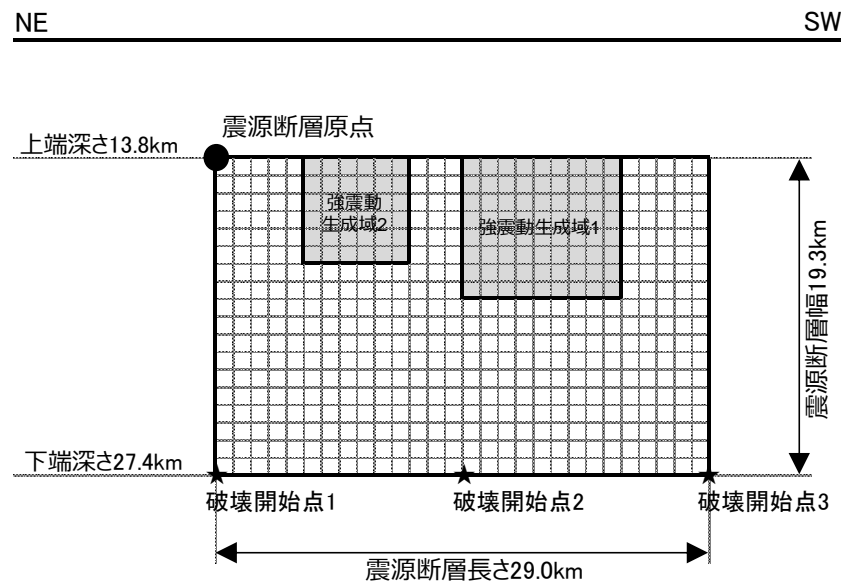 NE
SW
震源断層原点
上端深さ13.8km
強震動
生成域2
強震動生成域1
震源断層幅19.3km
下端深さ27.4km
破壊開始点1
破壊開始点2
破壊開始点3
震源断層長さ29.0km